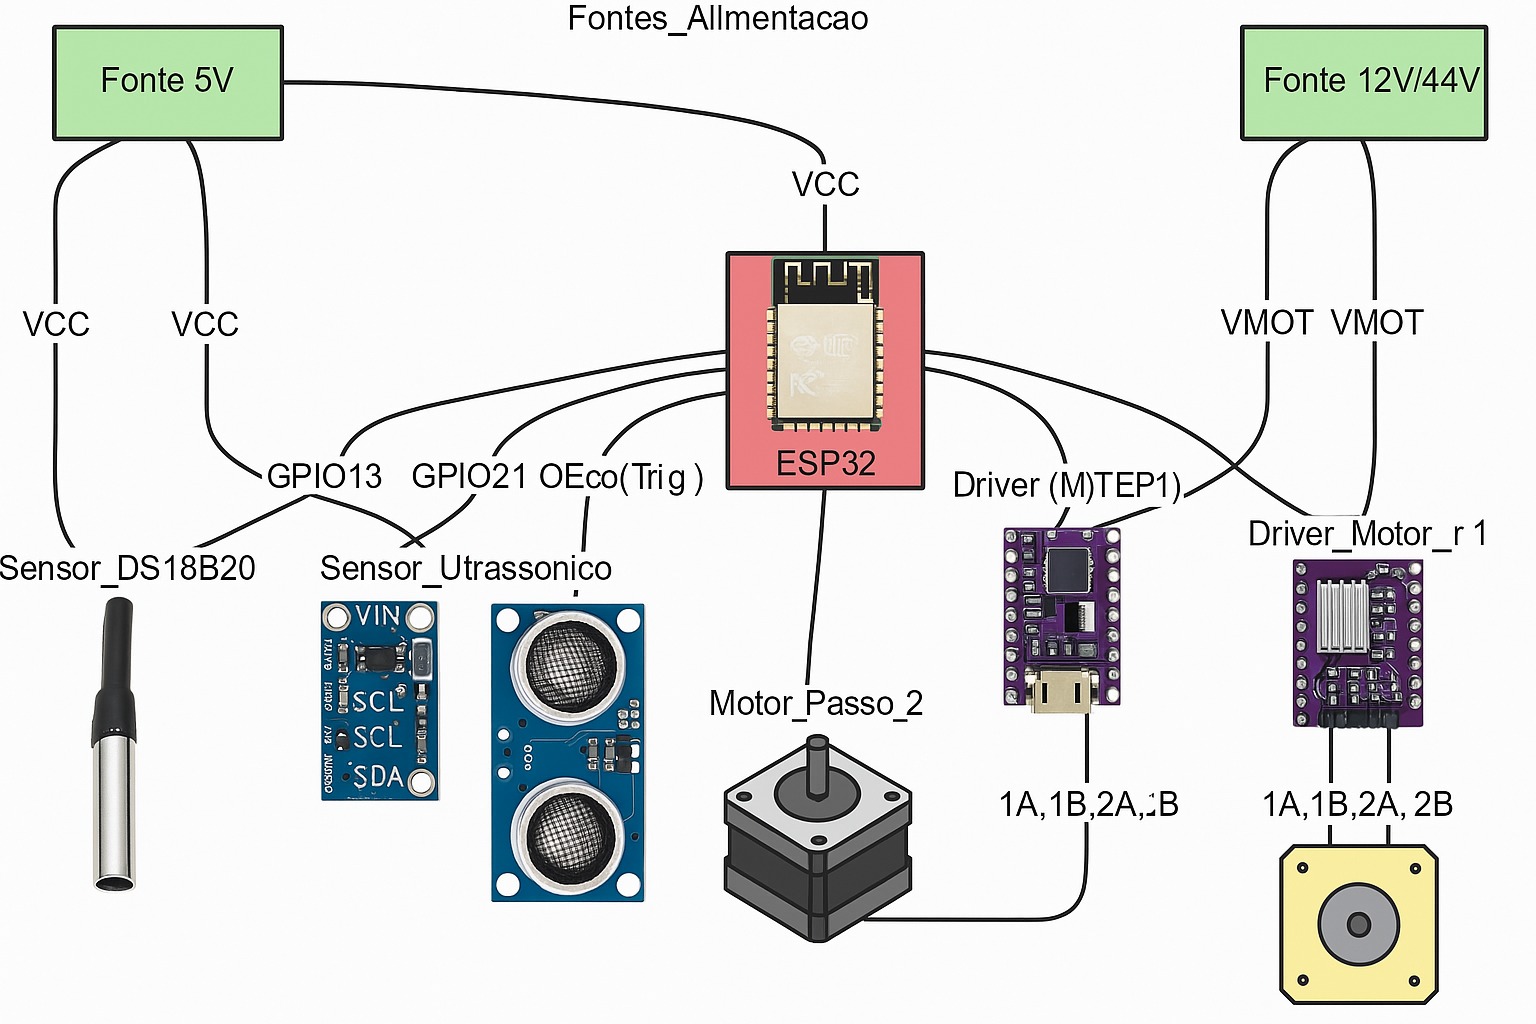 Fontes_Allmentacao
Fonte 5V
Fonte 12V/44V
VCC
VCC
VCC
VMOT
VMOT
ESP32
GPIO13
GPIO21
OEco(Trig )
Driver (M)TEP1)
Driver_Motor_r 1
Sensor_DS18B20
Sensor_Utrassonico
VIN
SCL
SCL
SDA
Motor_Passo_2
1A,1B,2A,:B
1A,1B,2A, 2B